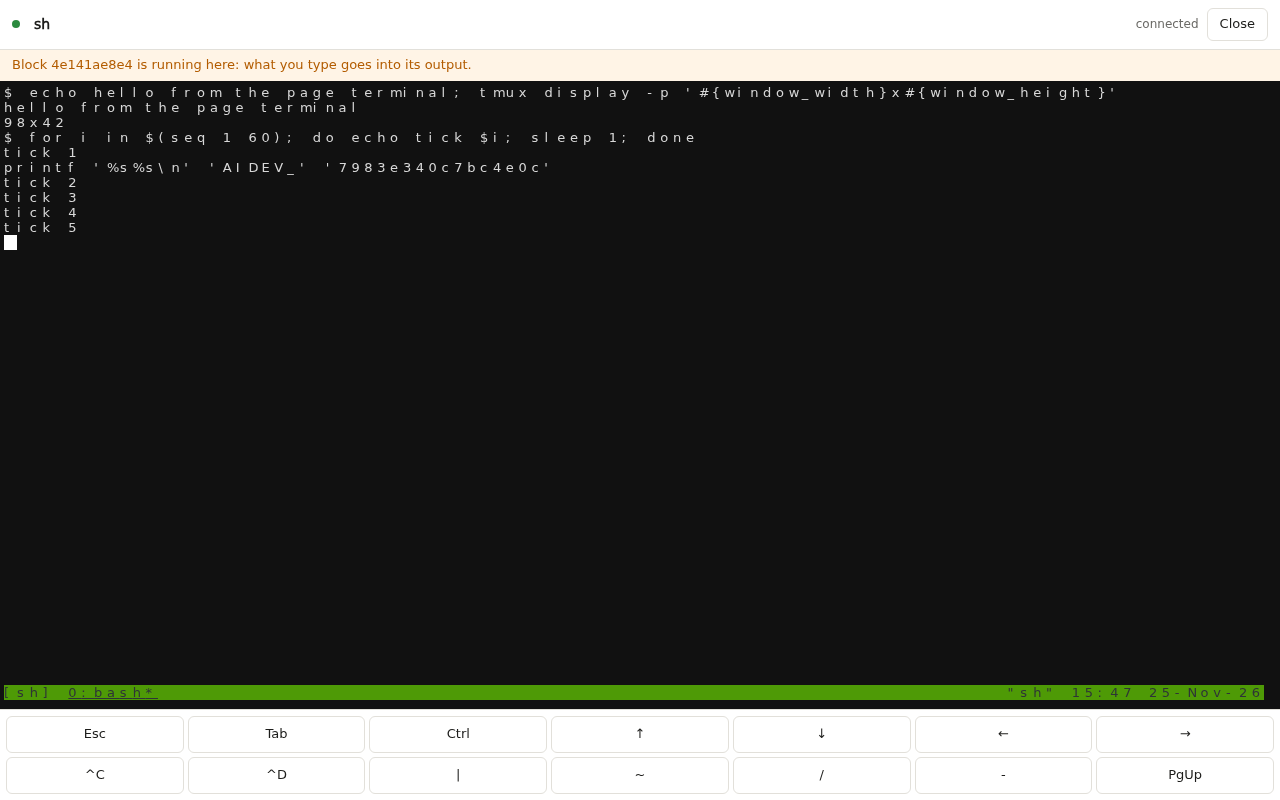 sh
connected
Close
Block 4e141ae8e4 is running here: what you type goes into its output.
$ echo hello from the page terminal; tmux display -p '#{window_width}x#{window_height}'
hello from the page terminal
98x42
$ for i in $(seq 1 60); do echo tick $i; sleep 1; done
tick 1
printf '%s%s\n' 'AIDEV_' '7983e340c7bc4e0c'
tick 2
tick 3
tick 4
tick 5
[sh] 0:bash* "sh" 15:47 25-Nov-26
Esc Tab Ctrl ↑ ↓ ← →
^C ^D | ~ / - PgUp